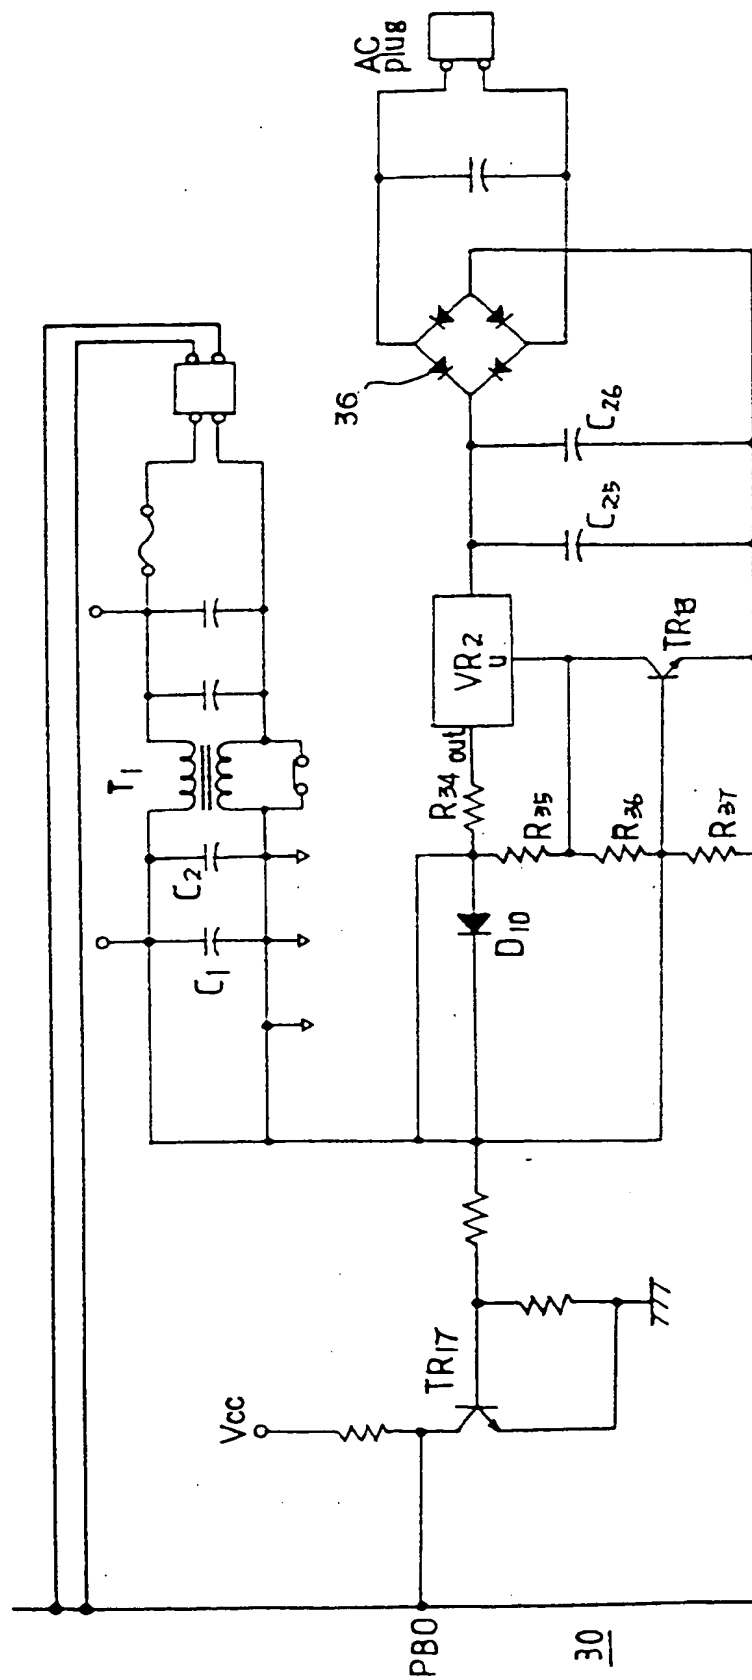 AC
plug
36
C26
C25
VR2
U
TR13
out
R34
R35
R36
R37
T1
C2
C1
D10
TR17
Vcc
PB0
30